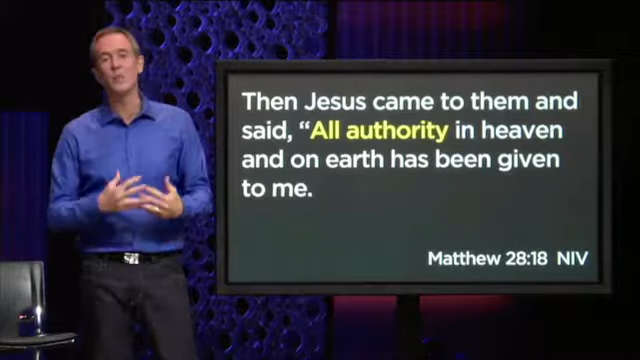 Then Jesus came to them and
said, “All authority in heaven
and on earth has been given
to me.
Matthew 28:18 NIV